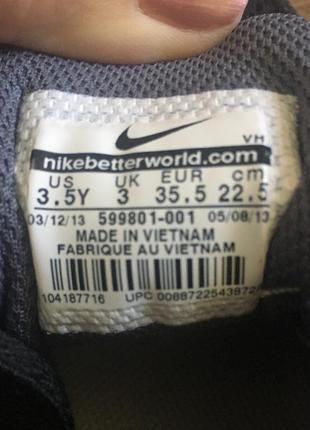 VH
nikebetterworld.com
US UK EUR cm
3.5Y 3 35.5 22.5
03/12/13 599801-001 05/08/13
MADE IN VIETNAM
FABRIQUE AU VIETNAM
104187716 UPC